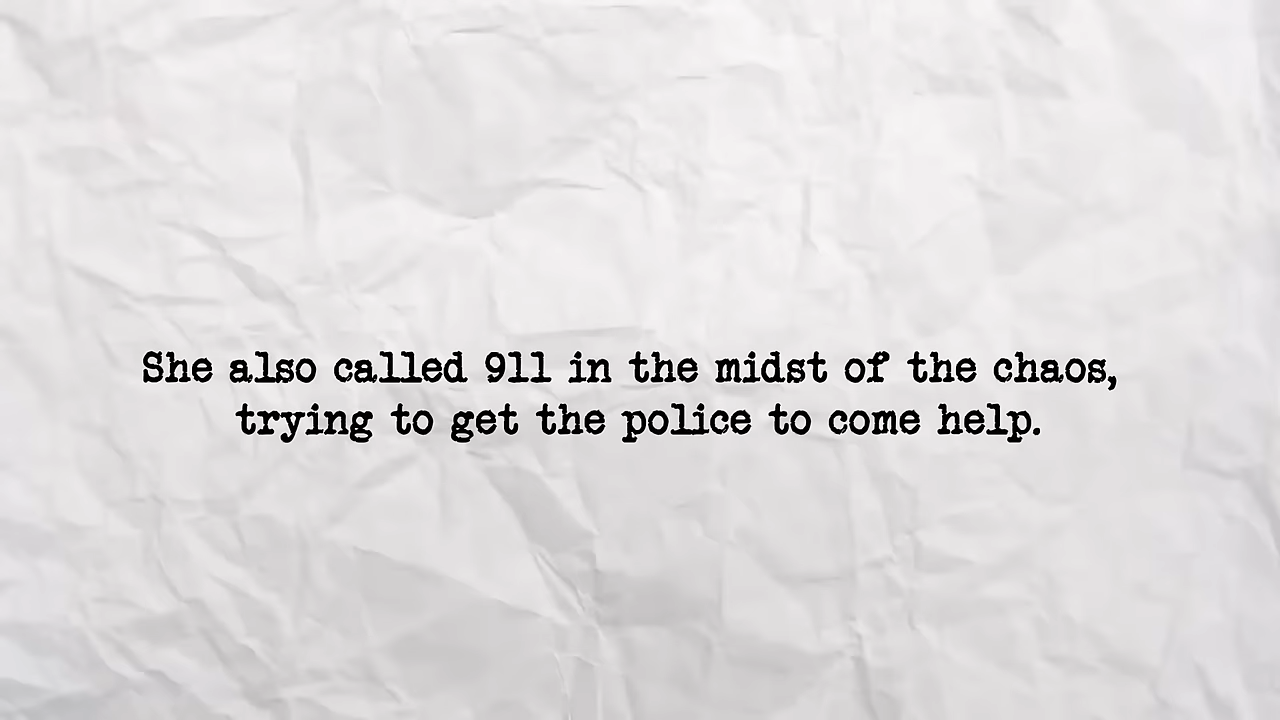 She also called 911 in the midst of the chaos,
trying to get the police to come help.